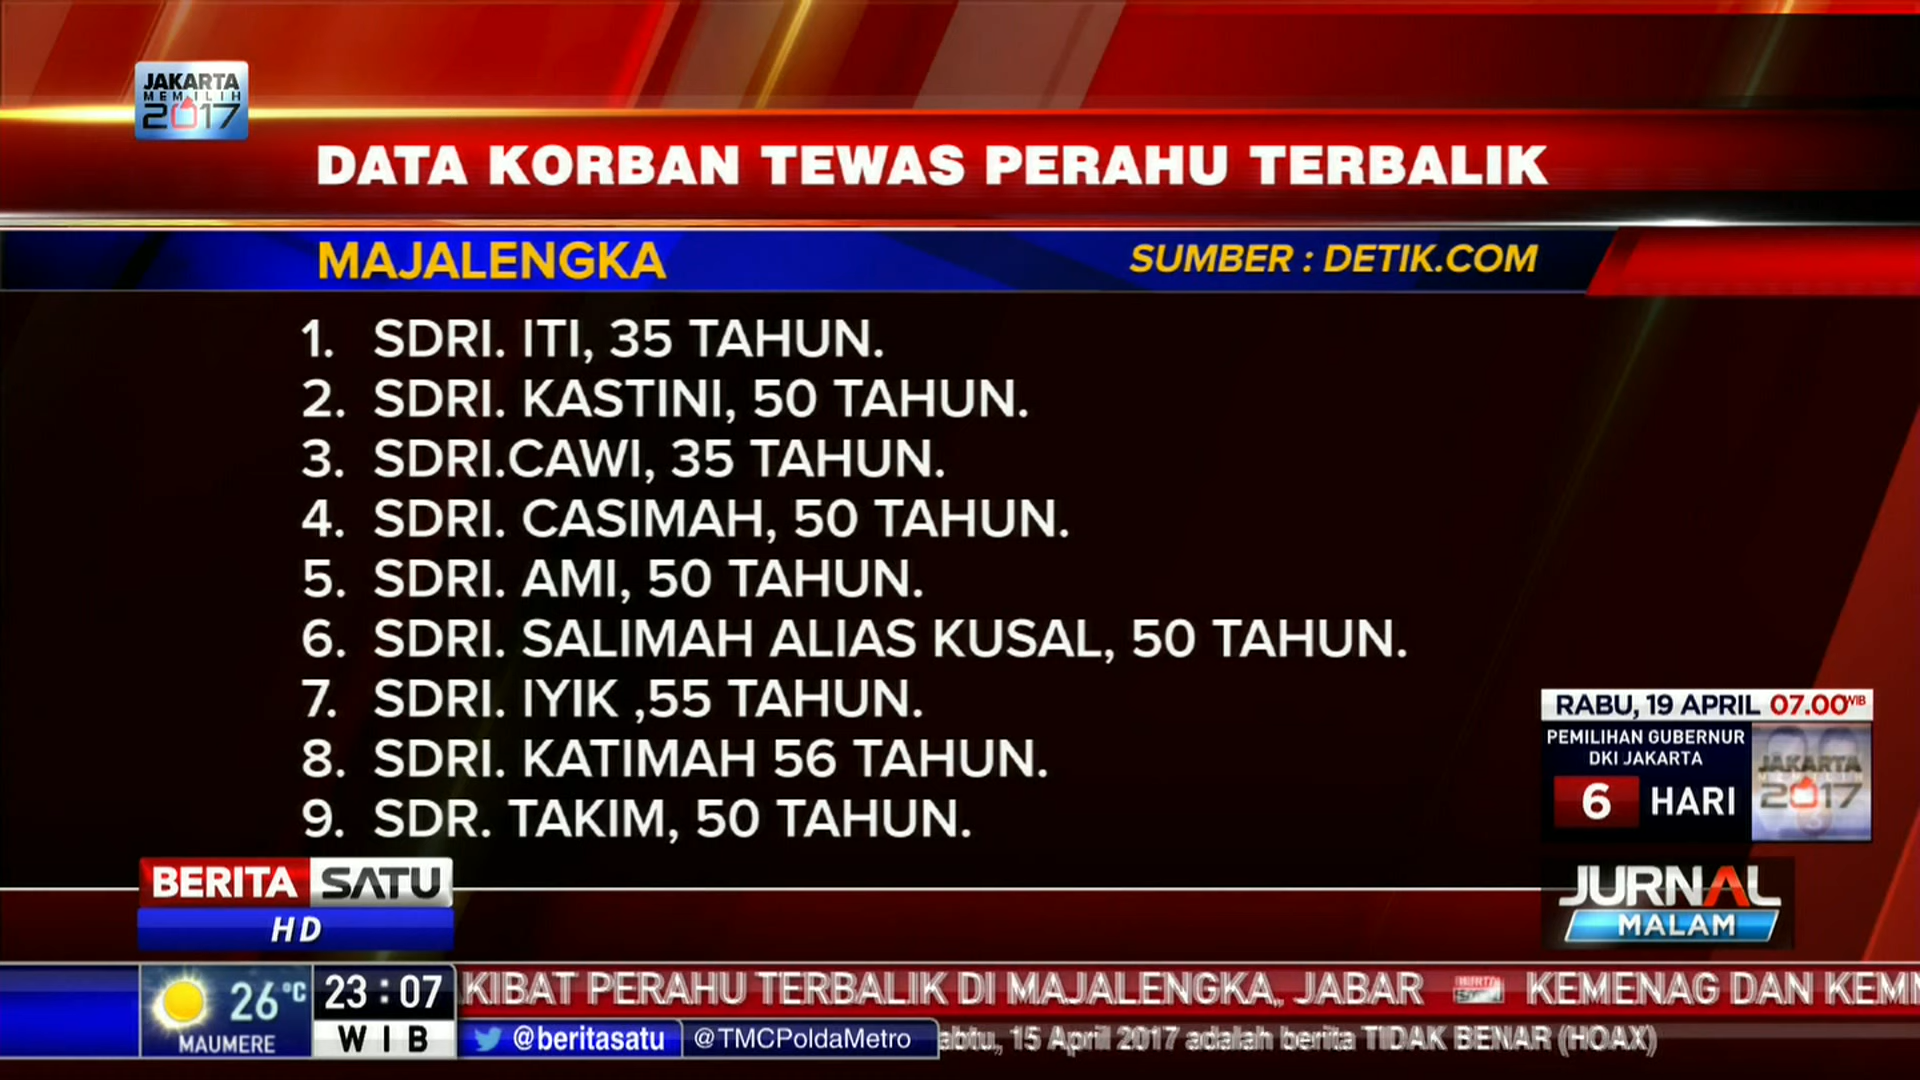 JAKARTA
MEMILIH
2017
DATA KORBAN TEWAS PERAHU TERBALIK
MAJALENGKA
SUMBER : DETIK.COM
1. SDRI. ITI, 35 TAHUN.
2. SDRI. KASTINI, 50 TAHUN.
3. SDRI.CAWI, 35 TAHUN.
4. SDRI. CASIMAH, 50 TAHUN.
5. SDRI. AMI, 50 TAHUN.
6. SDRI. SALIMAH ALIAS KUSAL, 50 TAHUN.
7. SDRI. IYIK ,55 TAHUN.
8. SDRI. KATIMAH 56 TAHUN.
9. SDR. TAKIM, 50 TAHUN.
RABU, 19 APRIL 07.00 WIB
PEMILIHAN GUBERNUR
DKI JAKARTA
6 HARI
JAKARTA
2017
BERITA SATU
HD
JURNAL
MALAM
26°C
MAUMERE
23:07
WIB
KIBAT PERAHU TERBALIK DI MAJALENGKA, JABAR BERITA SATU KEMENAG DAN KEMN
@beritasatu @TMCPoldaMetro abtu, 15 April 2017 adalah berita TIDAK BENAR (HOAX)